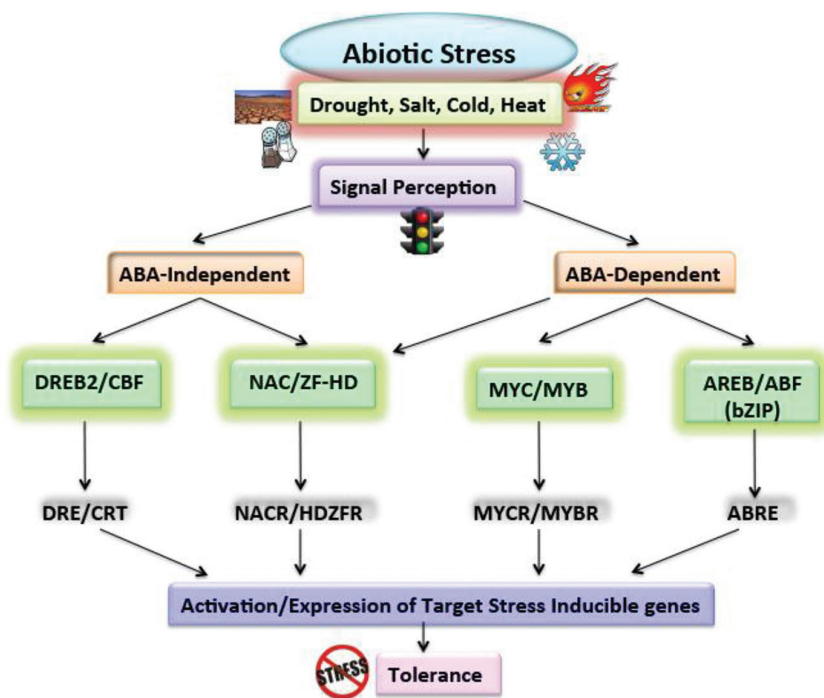 Abiotic Stress
Drought, Salt, Cold, Heat
Signal Perception
ABA-Independent
ABA-Dependent
DREB2/CBF
NAC/ZF-HD
MYC/MYB
AREB/ABF
(bZIP)
DRE/CRT
NACR/HDZFR
MYCR/MYBR
ABRE
Activation/Expression of Target Stress Inducible genes
STRESS
Tolerance